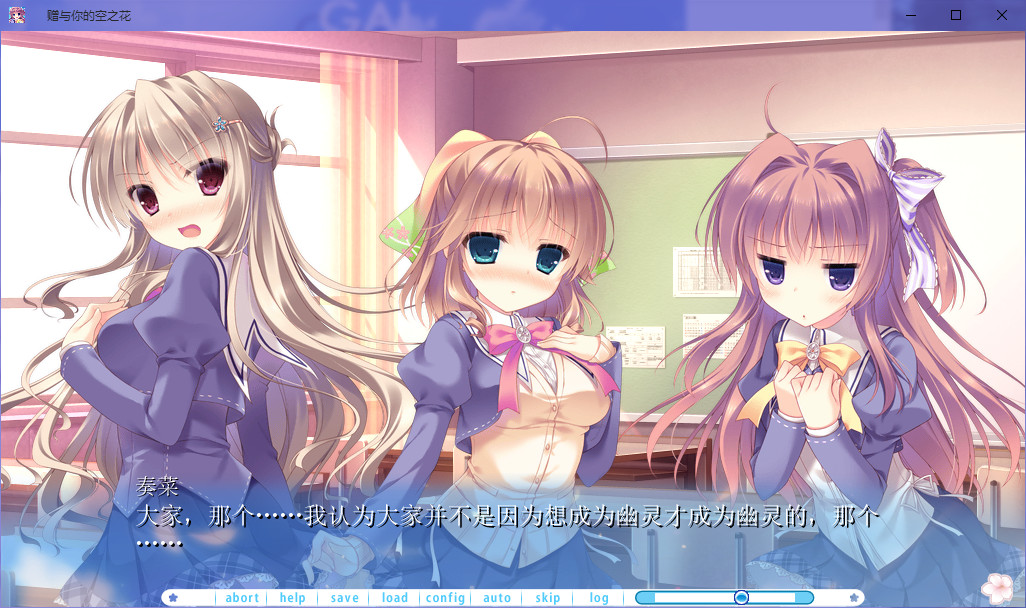 赠与你的空之花
奏菜
大家，那个……我认为大家并不是因为想成为幽灵才成为幽灵的，那个
……
abort help save load config auto skip log